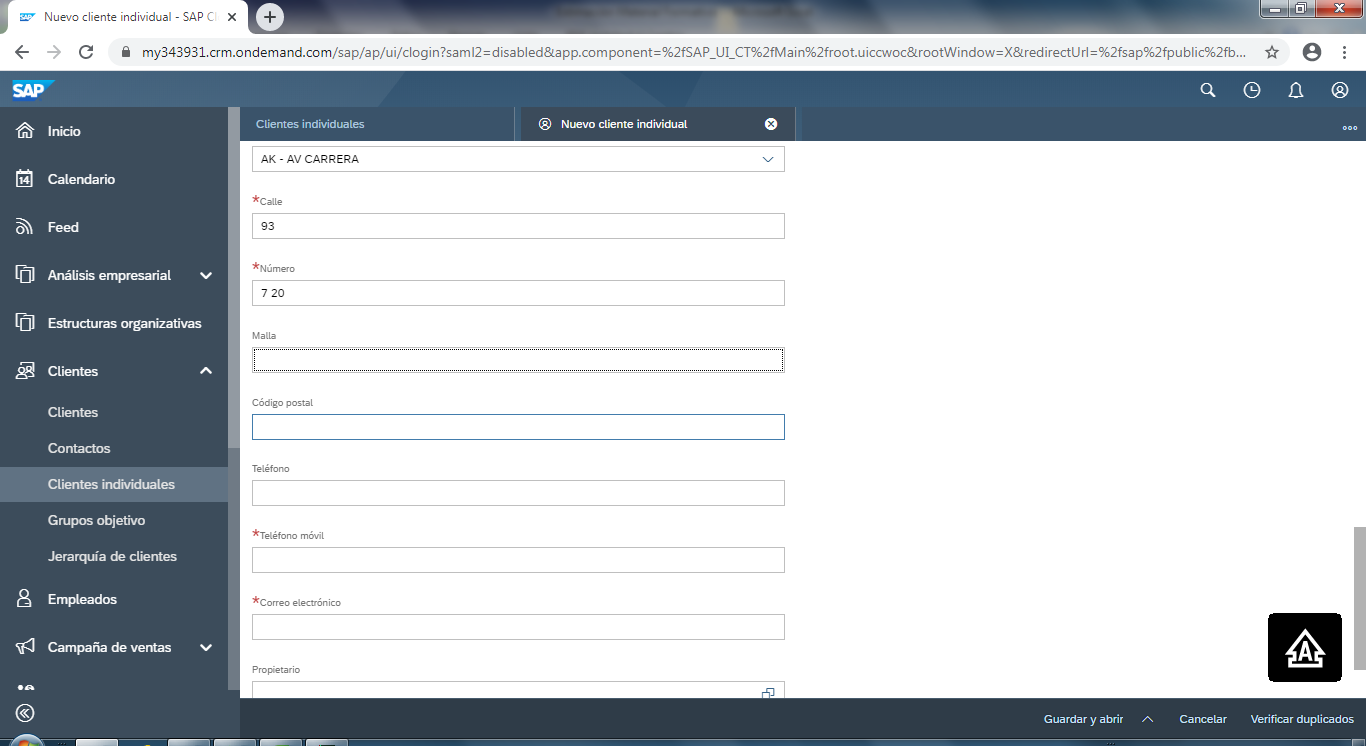 Nuevo cliente individual - SAP Cl
my343931.crm.ondemand.com/sap/ap/ui/clogin?saml2=disabled&app.component=%2fSAP_UI_CT%2fMain%2froot.uiccwoc&rootWindow=X&redirectUrl=%2fsap%2fpublic%2fb...
SAP
Inicio
14 Calendario
Feed
Análisis empresarial
Estructuras organizativas
Clientes
Clientes
Contactos
Clientes individuales
Grupos objetivo
Jerarquía de clientes
Empleados
Campaña de ventas
Clientes individuales
Nuevo cliente individual
AK - AV CARRERA
*Calle
93
*Número
7 20
Malla
Código postal
Teléfono
*Teléfono móvil
*Correo electrónico
Propietario
A
Guardar y abrir
Cancelar
Verificar duplicados